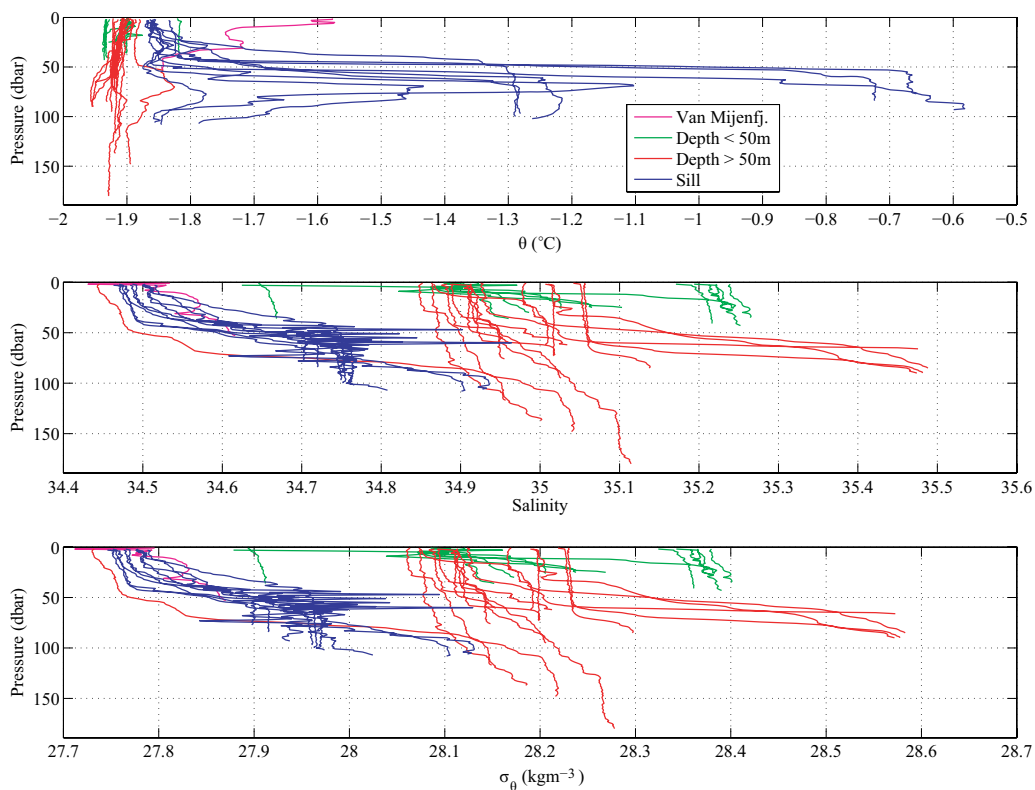 0
50
100
150
Pressure (dbar)
Van Mijenfj.
Depth < 50m
Depth > 50m
Sill
−2 −1.9 −1.8 −1.7 −1.6 −1.5 −1.4 −1.3 −1.2 −1.1 −1 −0.9 −0.8 −0.7 −0.6 −0.5
θ (°C)
0
50
100
150
Pressure (dbar)
34.4 34.5 34.6 34.7 34.8 34.9 35 35.1 35.2 35.3 35.4 35.5 35.6
Salinity
0
50
100
150
Pressure (dbar)
27.7 27.8 27.9 28 28.1 28.2 28.3 28.4 28.5 28.6 28.7
σθ (kgm−3)